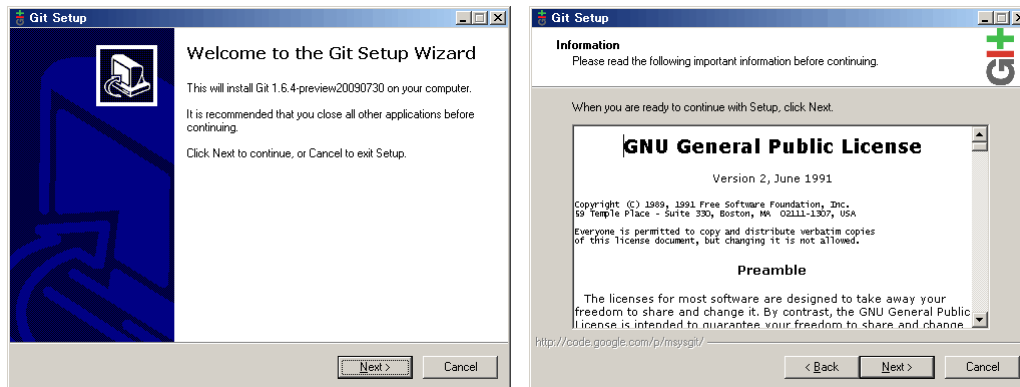 Git Setup
Welcome to the Git Setup Wizard
This will install Git 1.6.4-preview20090730 on your computer.
It is recommended that you close all other applications before
continuing.
Click Next to continue, or Cancel to exit Setup.
Next >
Cancel
Git Setup
Information
Please read the following important information before continuing.
Git
When you are ready to continue with Setup, click Next.
GNU General Public License
Version 2, June 1991
Copyright (C) 1989, 1991 Free Software Foundation, Inc.
59 Temple Place - Suite 330, Boston, MA 02111-1307, USA
Everyone is permitted to copy and distribute verbatim copies
of this license document, but changing it is not allowed.
Preamble
The licenses for most software are designed to take away your
freedom to share and change it. By contrast, the GNU General Public
License is intended to guarantee your freedom to share and change
http://code.google.com/p/msysgit/
< Back
Next >
Cancel